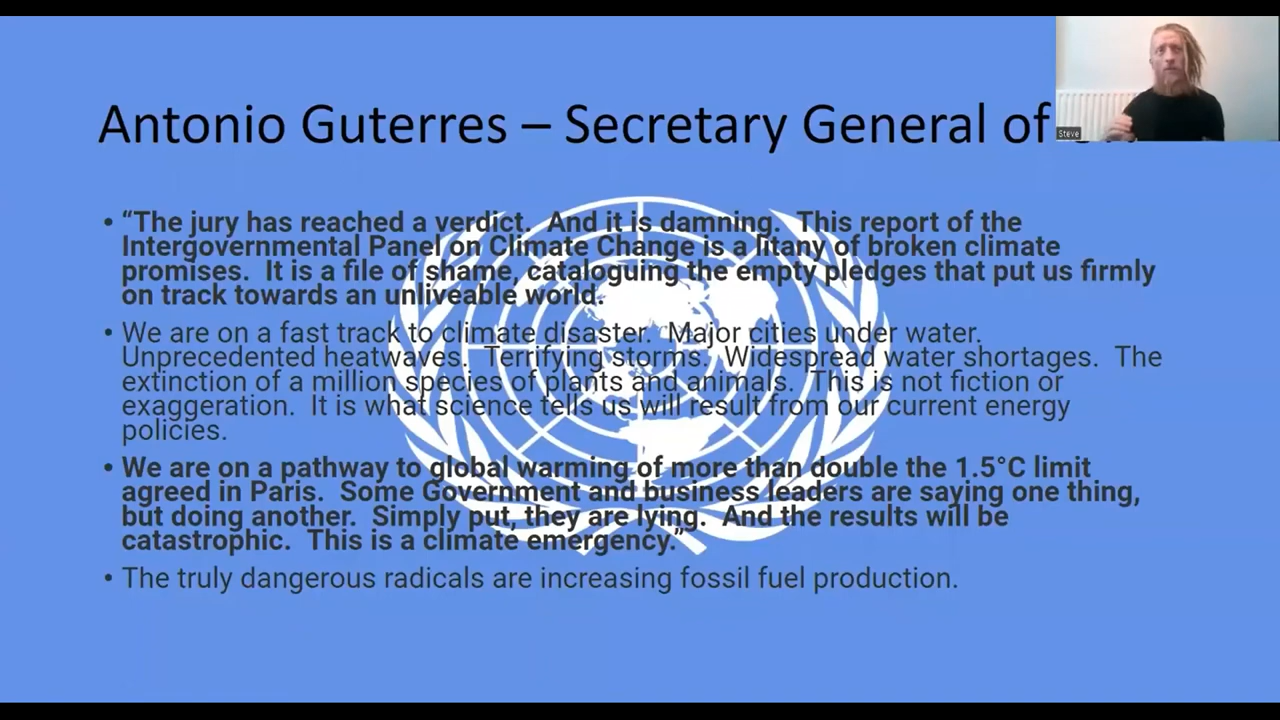 Antonio Guterres – Secretary General of
Steve
• “The jury has reached a verdict.  And it is damning.  This report of the
Intergovernmental Panel on Climate Change is a litany of broken climate
promises.  It is a file of shame, cataloguing the empty pledges that put us firmly
on track towards an unliveable world.
• We are on a fast track to climate disaster.  Major cities under water.
Unprecedented heatwaves.  Terrifying storms.  Widespread water shortages.  The
extinction of a million species of plants and animals.  This is not fiction or
exaggeration.  It is what science tells us will result from our current energy
policies.
• We are on a pathway to global warming of more than double the 1.5°C limit
agreed in Paris.  Some Government and business leaders are saying one thing,
but doing another.  Simply put, they are lying.  And the results will be
catastrophic.  This is a climate emergency.”
• The truly dangerous radicals are increasing fossil fuel production.